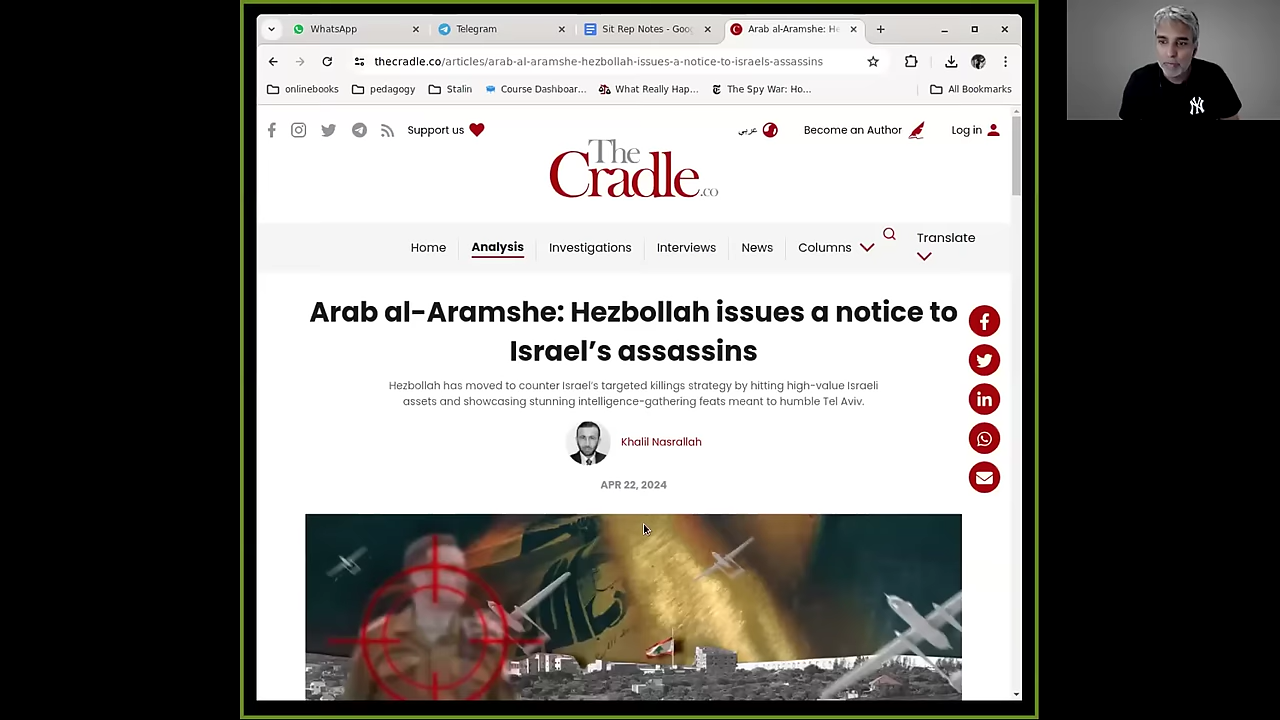 WhatsApp
Telegram
Sit Rep Notes - Goo
Arab al-Aramshe: He
thecradle.co/articles/arab-al-aramshe-hezbollah-issues-a-notice-to-israels-assassins
onlinebooks
pedagogy
Stalin
Course Dashboar...
What Really Hap...
The Spy War: Ho...
All Bookmarks
Support us
عربي
Become an Author
Log in
The
Cradle.co
Home
Analysis
Investigations
Interviews
News
Columns
Translate
Arab al-Aramshe: Hezbollah issues a notice to
Israel's assassins
Hezbollah has moved to counter Israel's targeted killings strategy by hitting high-value Israeli
assets and showcasing stunning intelligence-gathering feats meant to humble Tel Aviv.
Khalil Nasrallah
APR 22, 2024
NY